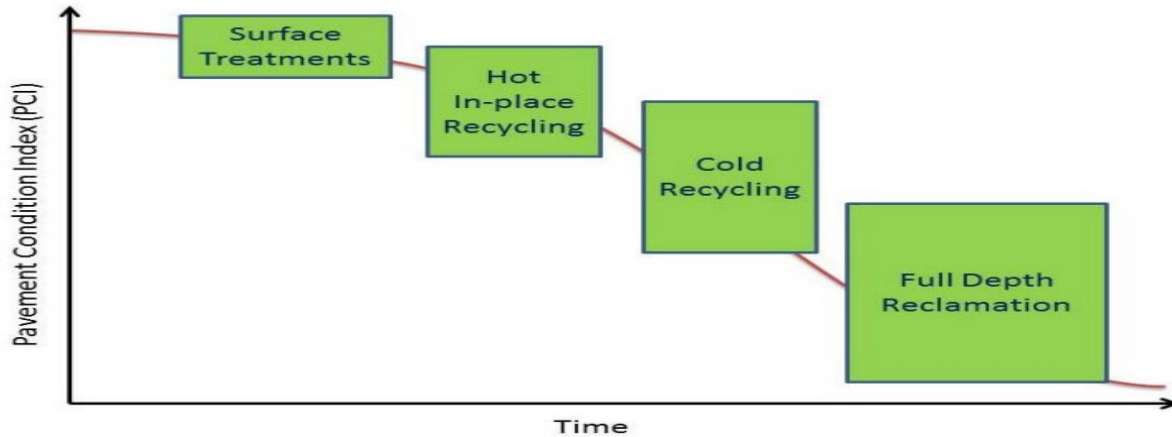 Pavement Condition Index (PCI)
Surface
Treatments
Hot
In-place
Recycling
Cold
Recycling
Full Depth
Reclamation
Time